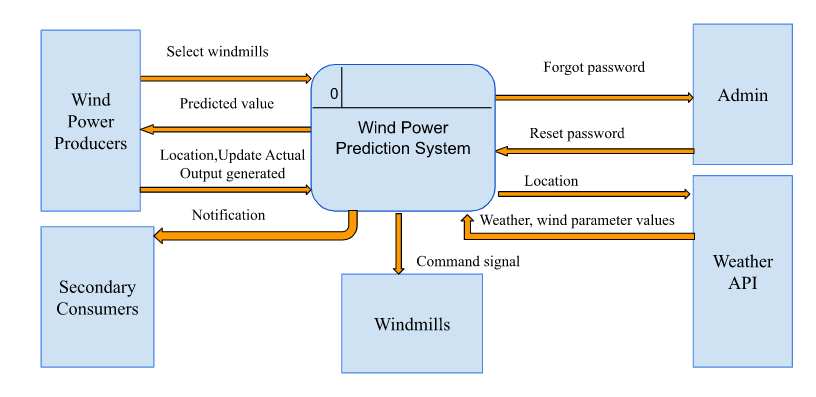 Select windmills
Forgot password
Wind
Power
Producers
Predicted value
0
Wind Power
Prediction System
Admin
Reset password
Location,Update Actual
Output generated
Location
Notification
Weather, wind parameter values
Secondary
Consumers
Command signal
Weather
API
Windmills